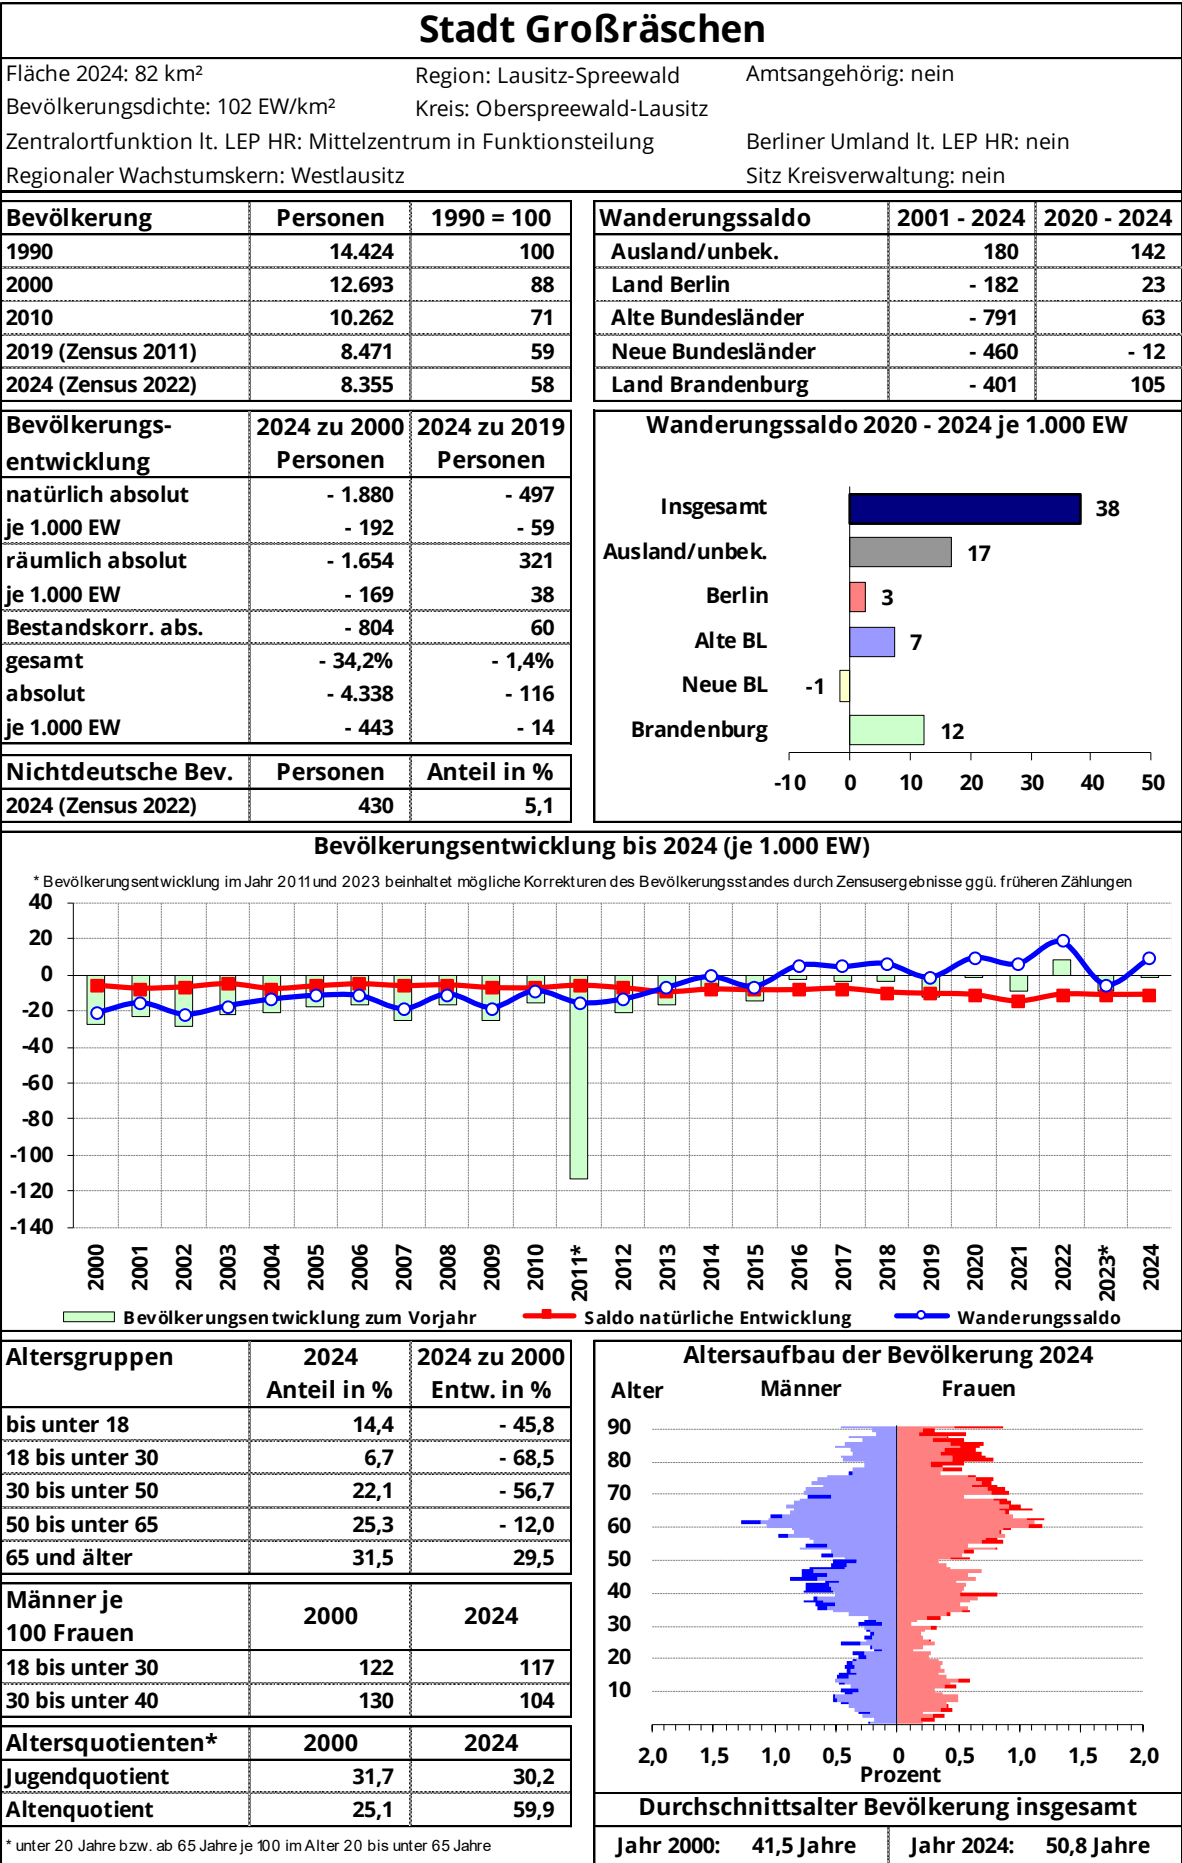 Stadt Großräschen
Fläche 2024: 82 km² Region: Lausitz-Spreewald Amtsangehörig: nein
Bevölkerungsdichte: 102 EW/km² Kreis: Oberspreewald-Lausitz
Zentralortfunktion lt. LEP HR: Mittelzentrum in Funktionsteilung Berliner Umland lt. LEP HR: nein
Regionaler Wachstumskern: Westlausitz Sitz Kreisverwaltung: nein
Bevölkerung Personen 1990 = 100
1990 14.424 100
2000 12.693 88
2010 10.262 71
2019 (Zensus 2011) 8.471 59
2024 (Zensus 2022) 8.355 58
Wanderungssaldo 2001 - 2024 2020 - 2024
Ausland/unbek. 180 142
Land Berlin - 182 23
Alte Bundesländer - 791 63
Neue Bundesländer - 460 - 12
Land Brandenburg - 401 105
Bevölkerungs- 2024 zu 2000 2024 zu 2019
entwicklung Personen Personen
natürlich absolut - 1.880 - 497
je 1.000 EW - 192 - 59
räumlich absolut - 1.654 321
je 1.000 EW - 169 38
Bestandskorr. abs. - 804 60
gesamt - 34,2% - 1,4%
absolut - 4.338 - 116
je 1.000 EW - 443 - 14
Nichtdeutsche Bev. Personen Anteil in %
2024 (Zensus 2022) 430 5,1
Wanderungssaldo 2020 - 2024 je 1.000 EW
Insgesamt 38
Ausland/unbek. 17
Berlin 3
Alte BL 7
Neue BL -1
Brandenburg 12
-10 0 10 20 30 40 50
Bevölkerungsentwicklung bis 2024 (je 1.000 EW)
* Bevölkerungsentwicklung im Jahr 2011 und 2023 beinhaltet mögliche Korrekturen des Bevölkerungsstandes durch Zensusergebnisse ggü. früheren Zählungen
40
20
0
-20
-40
-60
-80
-100
-120
-140
2000 2001 2002 2003 2004 2005 2006 2007 2008 2009 2010 2011* 2012 2013 2014 2015 2016 2017 2018 2019 2020 2021 2022 2023* 2024
Bevölkerungsentwicklung zum Vorjahr Saldo natürliche Entwicklung Wanderungssaldo
Altersgruppen 2024 2024 zu 2000
Anteil in % Entw. in %
bis unter 18 14,4 - 45,8
18 bis unter 30 6,7 - 68,5
30 bis unter 50 22,1 - 56,7
50 bis unter 65 25,3 - 12,0
65 und älter 31,5 29,5
Männer je
100 Frauen 2000 2024
18 bis unter 30 122 117
30 bis unter 40 130 104
Altersquotienten* 2000 2024
Jugendquotient 31,7 30,2
Altenquotient 25,1 59,9
* unter 20 Jahre bzw. ab 65 Jahre je 100 im Alter 20 bis unter 65 Jahre
Altersaufbau der Bevölkerung 2024
Alter Männer Frauen
90
80
70
60
50
40
30
20
10
2,0 1,5 1,0 0,5 0 0,5 1,0 1,5 2,0
Prozent
Durchschnittsalter Bevölkerung insgesamt
Jahr 2000: 41,5 Jahre Jahr 2024: 50,8 Jahre